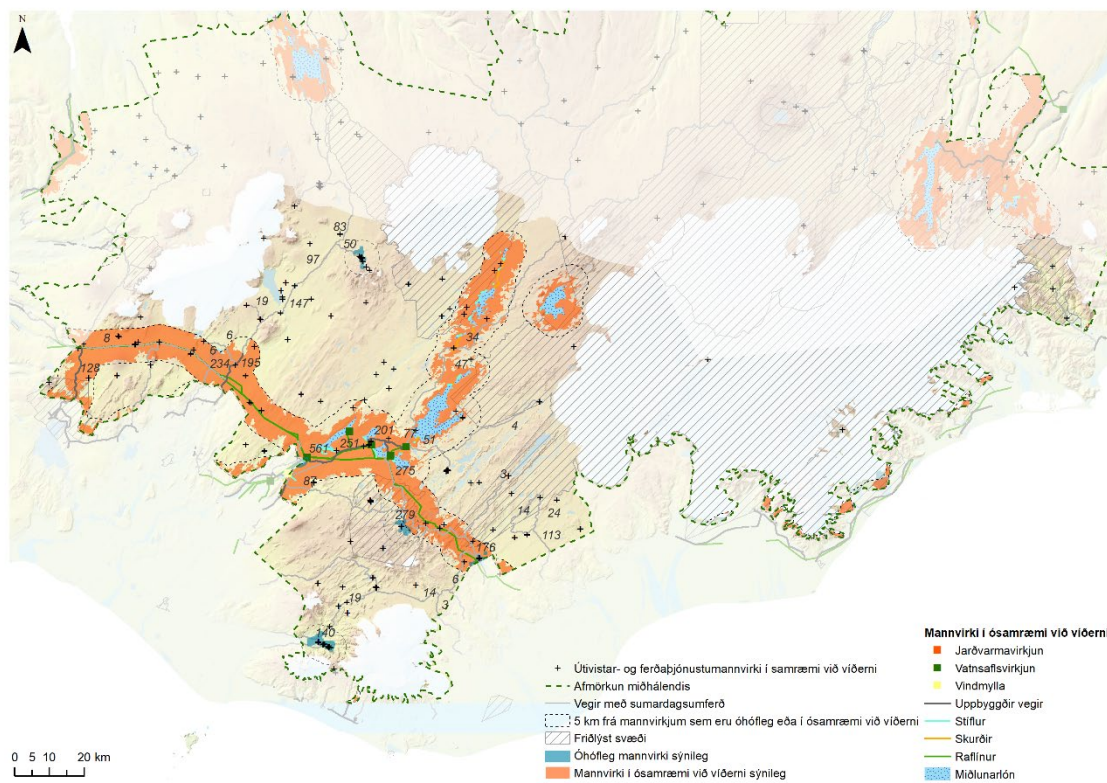 N
83
50
97
19
147
6
8
6
234
195
128
34
47
4
201
77
51
561
251
275
87
3
14
24
279
113
176
6
14
19
3
140
Mannvirki í ósamræmi við víðerni
Jarðvarmavirkjun
Vatnsaflsvirkjun
Vindmylla
Uppbyggðir vegir
Stíflur
Skurðir
Raflínur
Miðlunarlón
Útivistar- og ferðaþjónustumannvirki í samræmi við víðerni
Afmörkun miðhálendis
Vegir með sumardagsumferð
5 km frá mannvirkjum sem eru óhófleg eða í ósamræmi við víðerni
Friðlýst svæði
Óhófleg mannvirki sýnileg
Mannvirki í ósamræmi við víðerni sýnileg
0 5 10 20 km